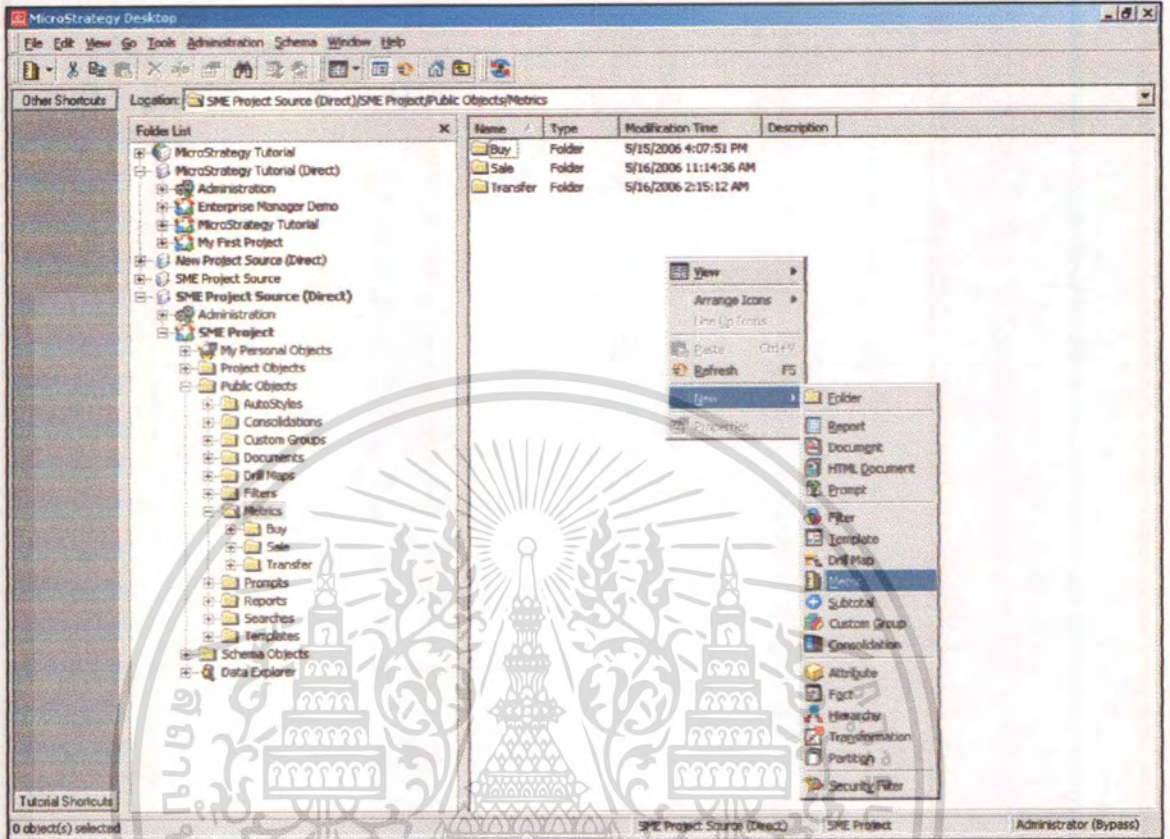 MicroStrategy Desktop
File Edit View Go Tools Administration Schema Window Help
Other Shortcuts
Location: SME Project Source (Direct)/SME Project/Public Objects/Metrics
Folder List
MicroStrategy Tutorial
MicroStrategy Tutorial (Direct)
Administration
Enterprise Manager Demo
MicroStrategy Tutorial
My First Project
New Project Source (Direct)
SME Project Source
SME Project Source (Direct)
Administration
SME Project
My Personal Objects
Project Objects
Public Objects
AutoStyles
Consolidations
Custom Groups
Documents
Drill Maps
Filters
Metrics
Buy
Sale
Transfer
Prompts
Reports
Searches
Templates
Schema Objects
Data Explorer
Name Type Modification Time Description
Buy Folder 5/15/2006 4:07:51 PM
Sale Folder 5/16/2006 11:14:36 AM
Transfer Folder 5/16/2006 2:15:12 AM
View
Arrange Icons
Line Up Icons
Paste Ctrl+V
Refresh F5
New
Properties
Folder
Report
Document
HTML Document
Prompt
Filter
Template
Drill Map
Metric
Subtotal
Custom Group
Consolidation
Attribute
Fact
Hierarchy
Transformation
Partition
Security Filter
Tutorial Shortcuts
0 object(s) selected
SME Project Source (Direct) SME Project Administrator (Bypass)